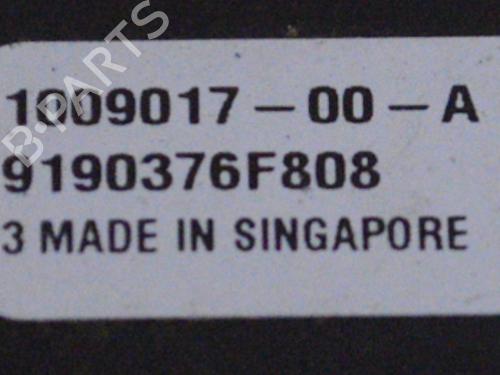 B-PARTS
1009017-00-A
9190376F808
3 MADE IN SINGAPORE